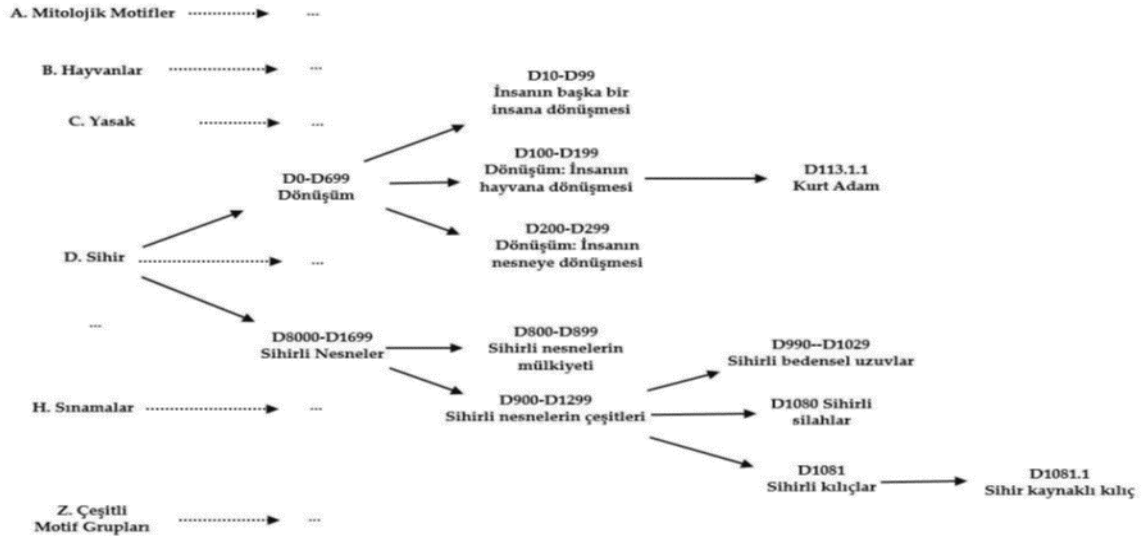 A. Mitolojik Motifler
...
B. Hayvanlar
...
C. Yasak
...
D10-D99
İnsanın başka bir
insana dönüşmesi
D0-D699
Dönüşüm
D100-D199
Dönüşüm: İnsanın
hayvana dönüşmesi
D113.1.1
Kurt Adam
D200-D299
Dönüşüm: İnsanın
nesneye dönüşmesi
D. Sihir
...
...
D8000-D1699
Sihirli Nesneler
D800-D899
Sihirli nesnelerin
mülkiyeti
D990--D1029
Sihirli bedensel uzuvlar
D900-D1299
Sihirli nesnelerin çeşitleri
D1080 Sihirli
silahlar
H. Sınamalar
...
D1081
Sihirli kılıçlar
D1081.1
Sihir kaynaklı kılıç
Z. Çeşitli
Motif Grupları
...